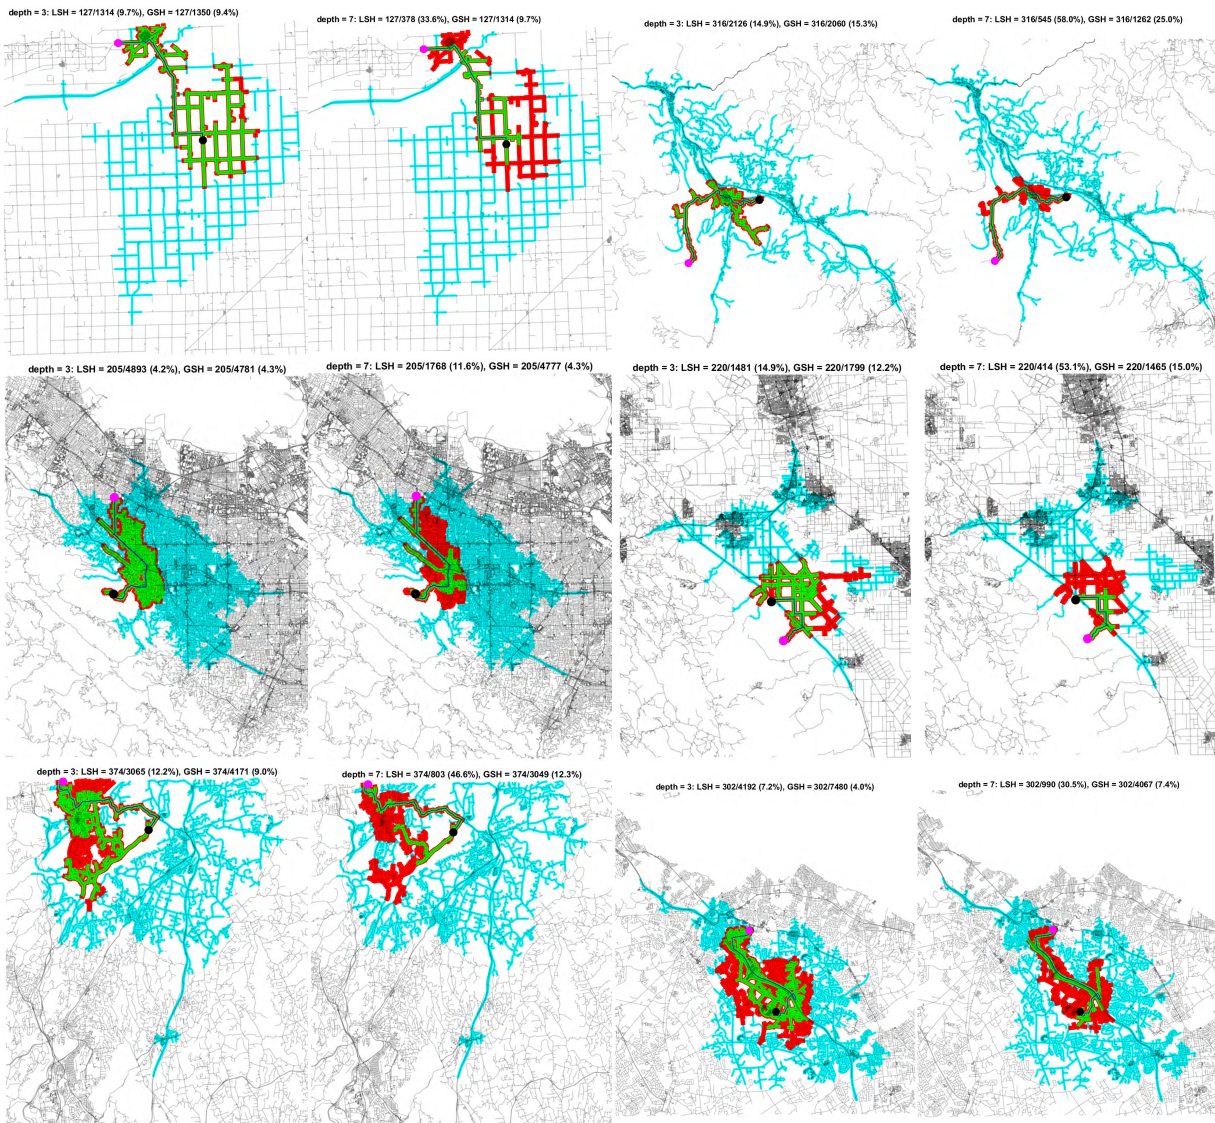 depth = 3: LSH = 127/1314 (9.7%), GSH = 127/1350 (9.4%)
depth = 7: LSH = 127/378 (33.6%), GSH = 127/1314 (9.7%)
depth = 3: LSH = 316/2126 (14.9%), GSH = 316/2060 (15.3%)
depth = 7: LSH = 316/545 (58.0%), GSH = 316/1262 (25.0%)
depth = 3: LSH = 205/4893 (4.2%), GSH = 205/4781 (4.3%)
depth = 7: LSH = 205/1768 (11.6%), GSH = 205/4777 (4.3%)
depth = 3: LSH = 220/1481 (14.9%), GSH = 220/1799 (12.2%)
depth = 7: LSH = 220/414 (53.1%), GSH = 220/1465 (15.0%)
depth = 3: LSH = 374/3065 (12.2%), GSH = 374/4171 (9.0%)
depth = 7: LSH = 374/803 (46.6%), GSH = 374/3049 (12.3%)
depth = 3: LSH = 302/4192 (7.2%), GSH = 302/7480 (4.0%)
depth = 7: LSH = 302/990 (30.5%), GSH = 302/4067 (7.4%)